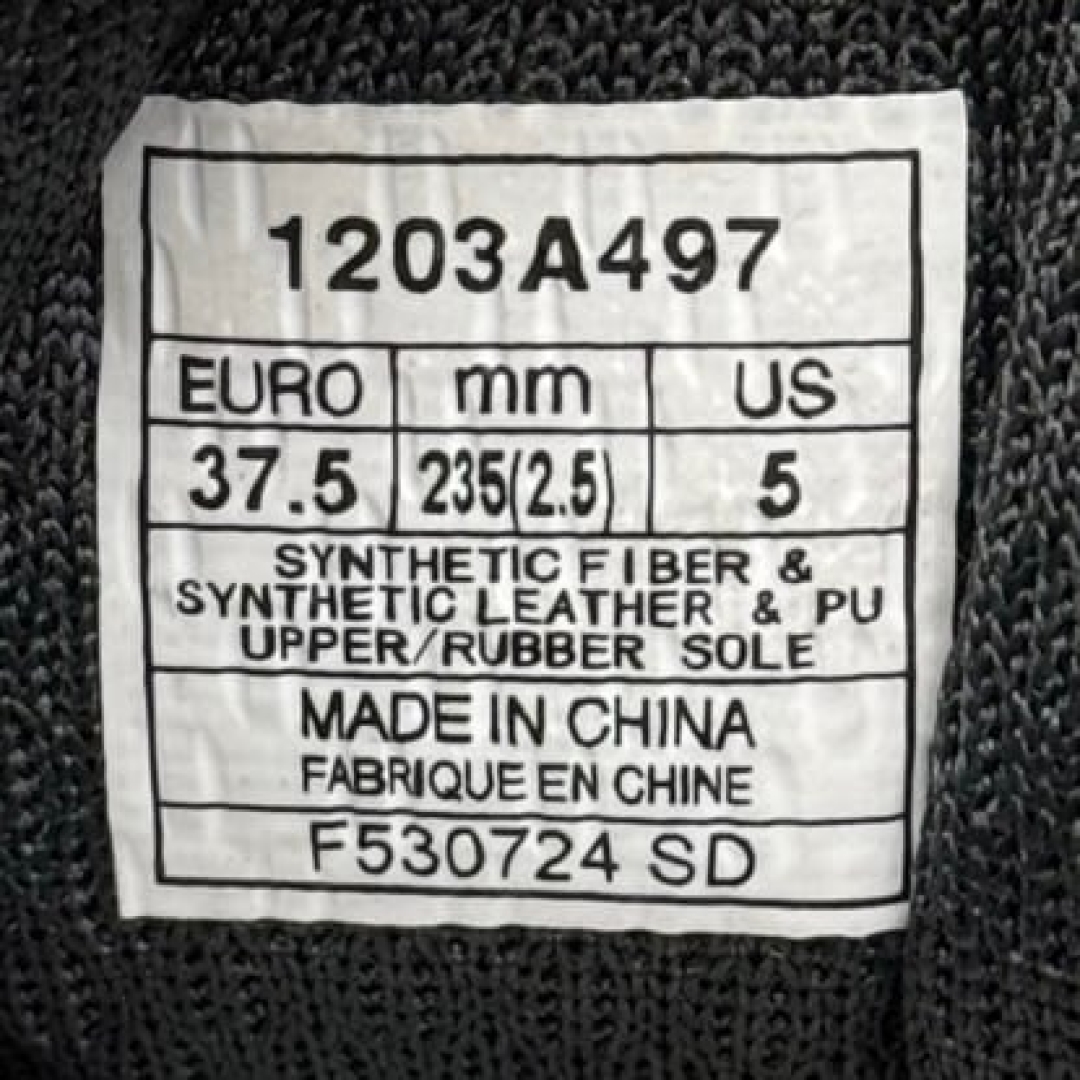 1203A497
EURO mm US
37.5 235(2.5) 5
SYNTHETIC FIBER &
SYNTHETIC LEATHER & PU
UPPER/RUBBER SOLE
MADE IN CHINA
FABRIQUE EN CHINE
F530724 SD